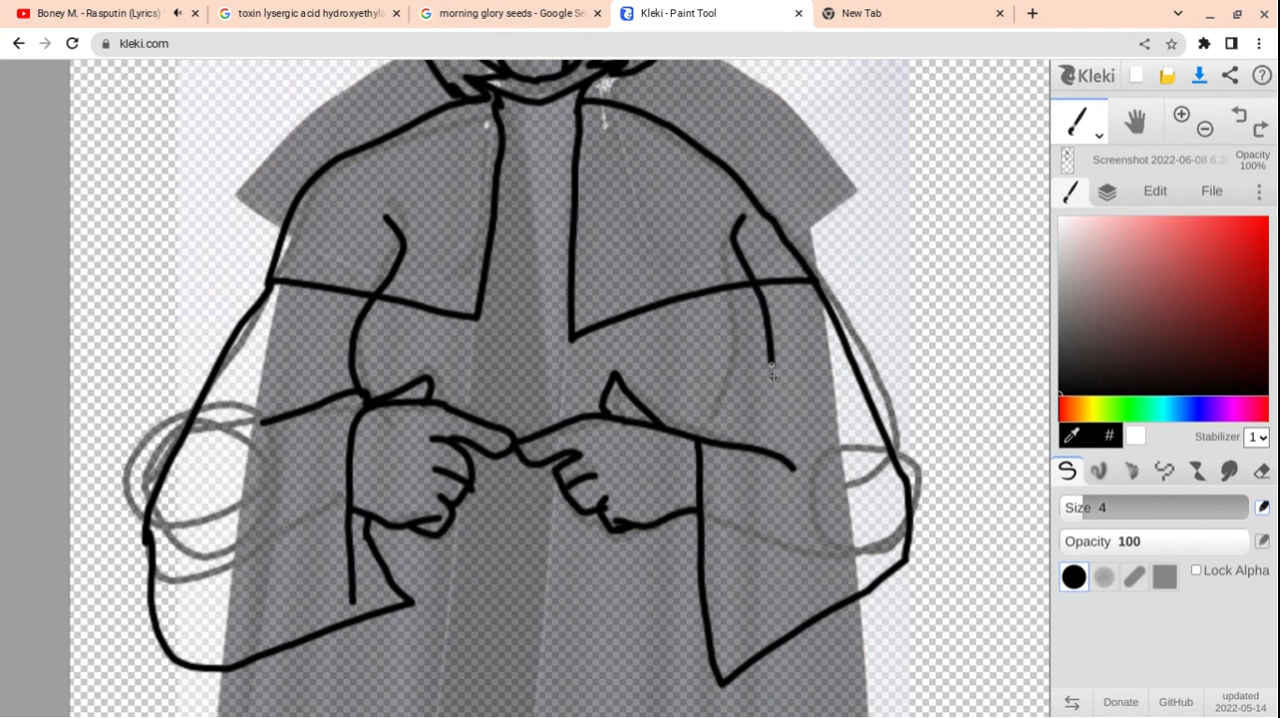 Boney M. - Rasputin (Lyrics)
toxin lysergic acid hydroxyethyla
morning glory seeds - Google Se
Kleki - Paint Tool
New Tab
kleki.com
Kleki
Screenshot 2022-06-08 6.3
Opacity
100%
Edit
File
#
Stabilizer 1
Size 4
Opacity 100
Lock Alpha
Donate
GitHub
updated
2022-05-14